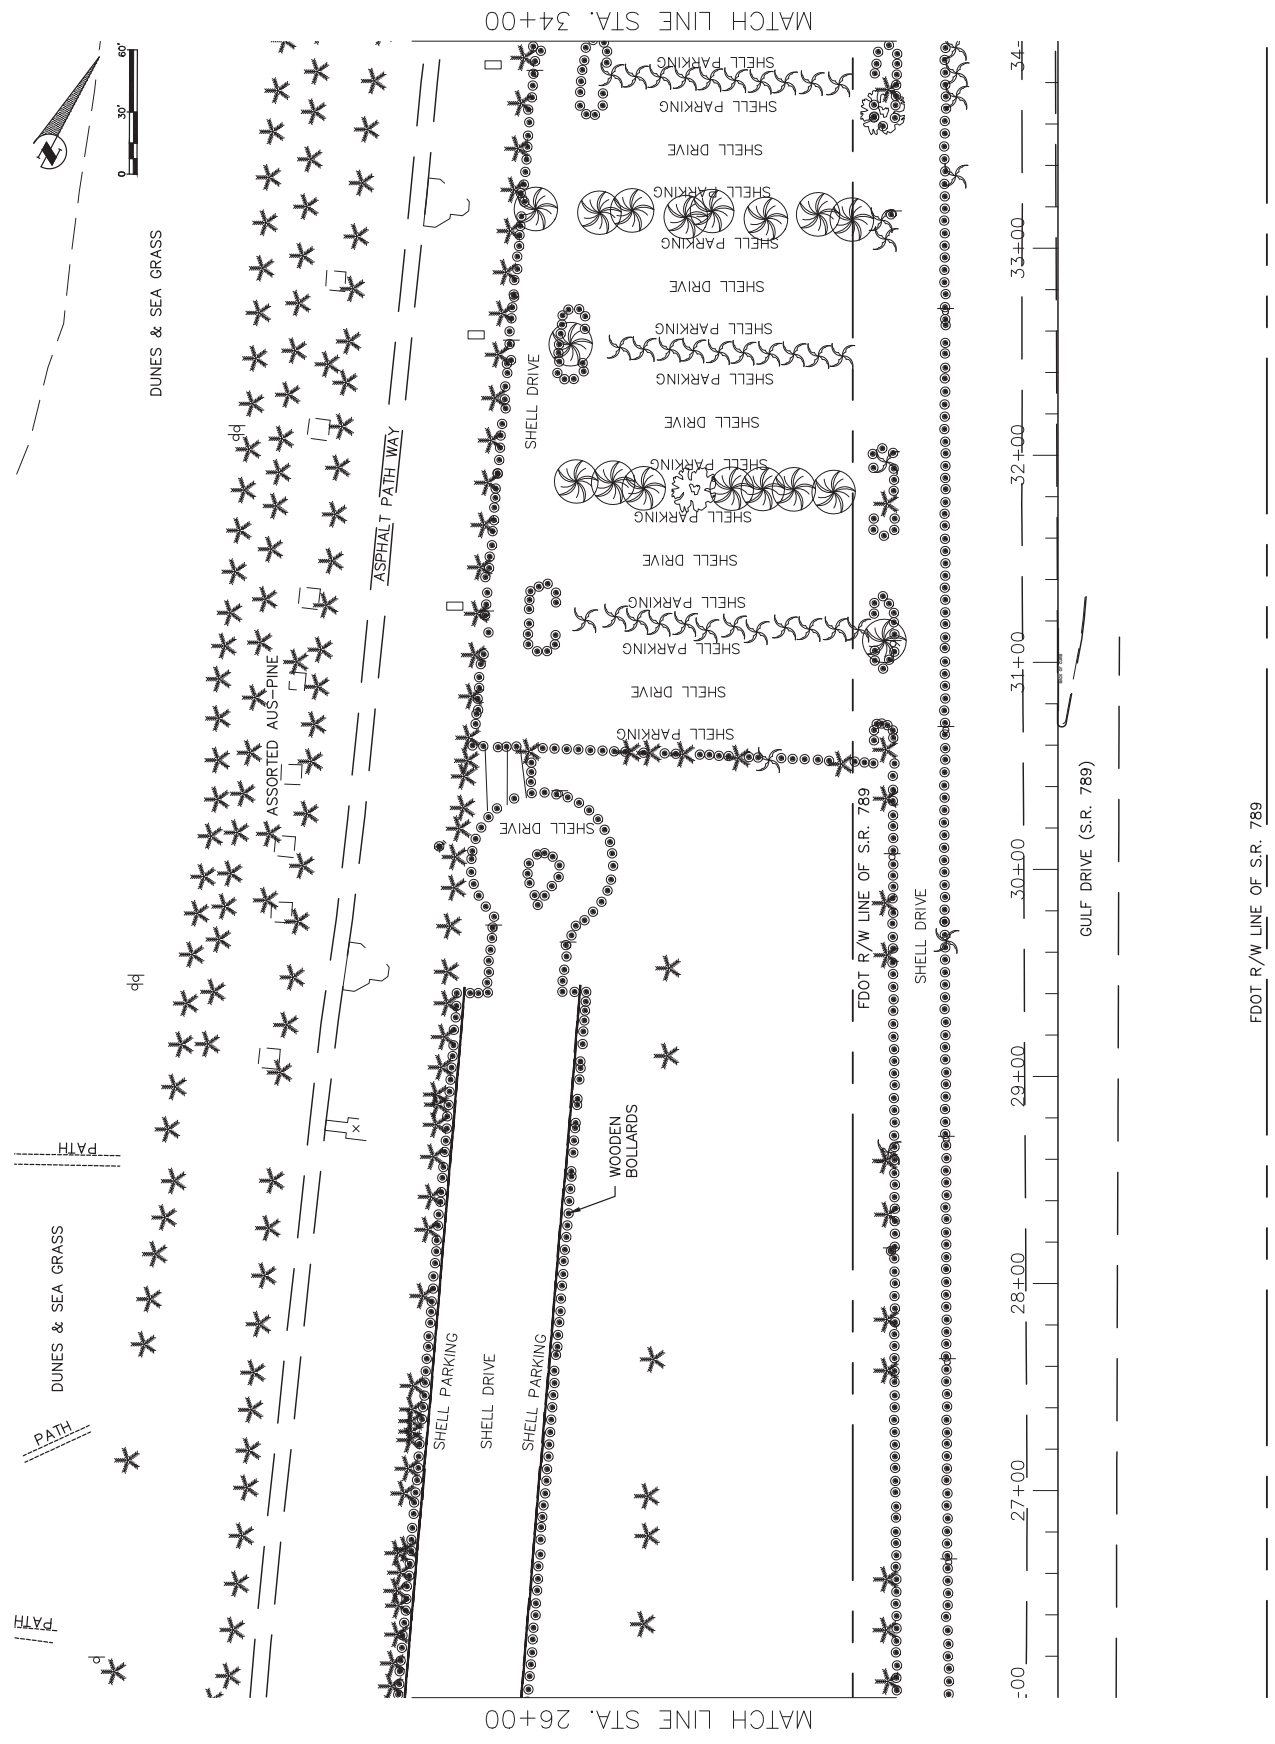 MATCH LINE STA. 34+00
60'
30'
0
N
DUNES & SEA GRASS
SHELL PARKING
SHELL PARKING
SHELL DRIVE
SHELL PARKING
SHELL PARKING
SHELL DRIVE
SHELL PARKING
SHELL DRIVE
SHELL PARKING
SHELL DRIVE
SHELL PARKING
SHELL PARKING
SHELL DRIVE
SHELL PARKING
SHELL PARKING
SHELL DRIVE
SHELL PARKING
34-
33+00
32+00
31+00
30+00
29+00
28+00
27+00
-00
ASPHALT PATH WAY
ASSORTED AUS-PINE
SHELL DRIVE
FDOT R/W LINE OF S.R. 789
SHELL DRIVE
GULF DRIVE (S.R. 789)
FDOT R/W LINE OF S.R. 789
WOODEN
BOLLARDS
PATH
DUNES & SEA GRASS
PATH
PATH
SHELL PARKING
SHELL DRIVE
SHELL PARKING
MATCH LINE STA. 26+00